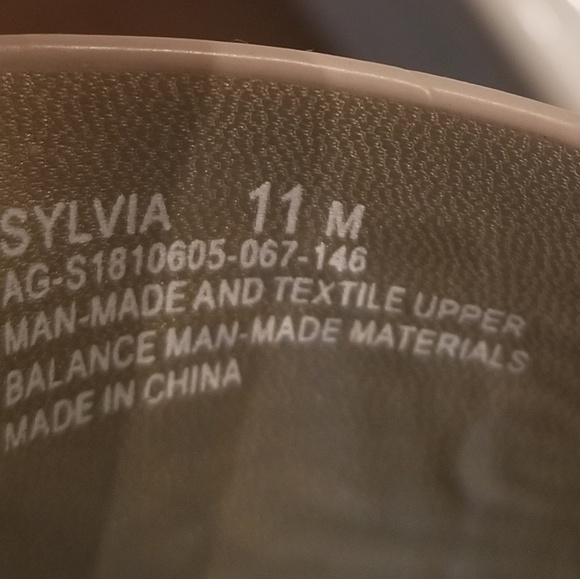 SYLVIA 11 M
AG-S1810605-067-146
MAN-MADE AND TEXTILE UPPER
BALANCE MAN-MADE MATERIALS
MADE IN CHINA